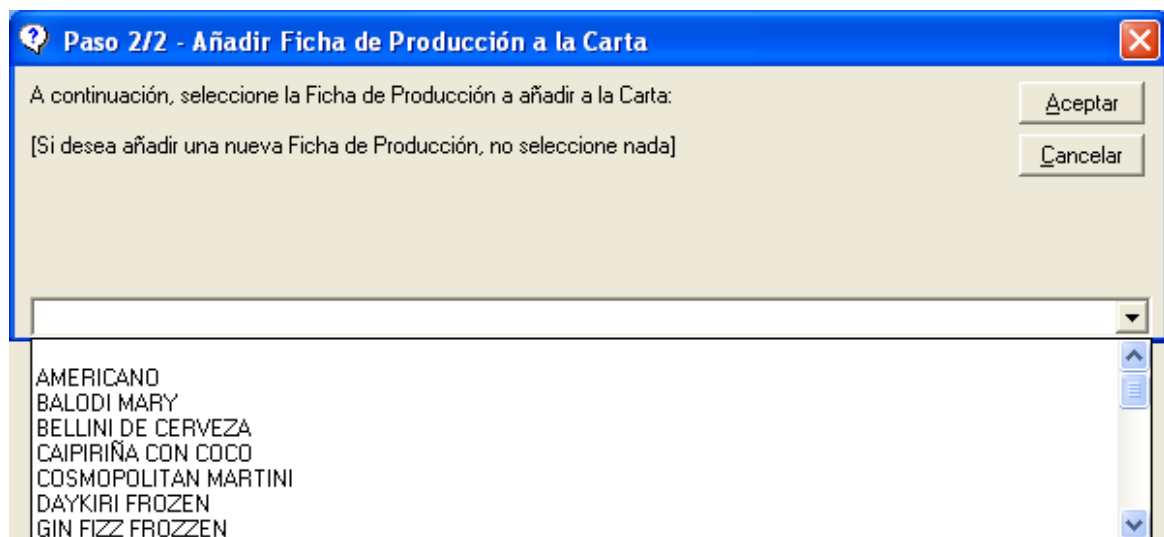 Paso 2/2 - Añadir Ficha de Producción a la Carta
A continuación, seleccione la Ficha de Producción a añadir a la Carta:
Aceptar
[Si desea añadir una nueva Ficha de Producción, no seleccione nada]
Cancelar
AMERICANO
BALODI MARY
BELLINI DE CERVEZA
CAIPIRIÑA CON COCO
COSMOPOLITAN MARTINI
DAYKIRI FROZEN
GIN FIZZ FROZZEN